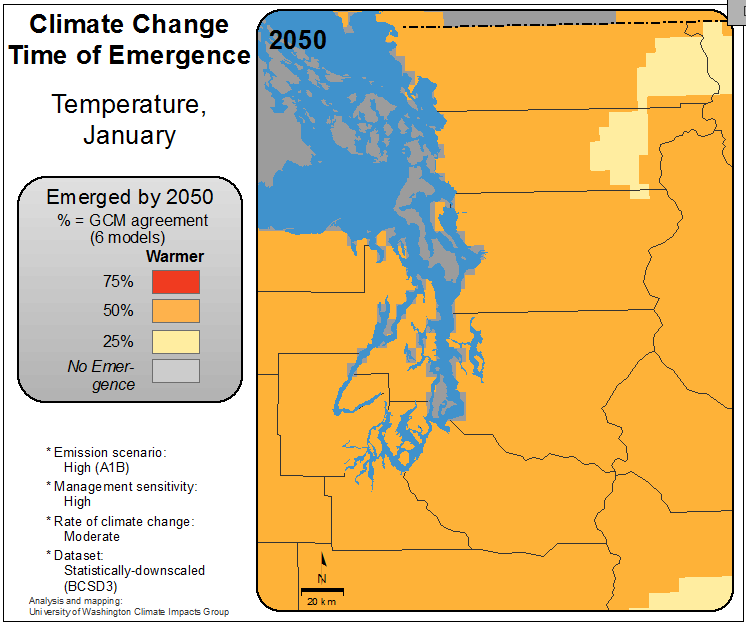 Climate Change
Time of Emergence
Temperature,
January
Emerged by 2050
% = GCM agreement
(6 models)
Warmer
75%
50%
25%
No Emer-
gence
* Emission scenario:
High (A1B)
* Management sensitivity:
High
* Rate of climate change:
Moderate
* Dataset:
Statistically-downscaled
(BCSD3)
Analysis and mapping:
University of Washington Climate Impacts Group
2050
N
20 km